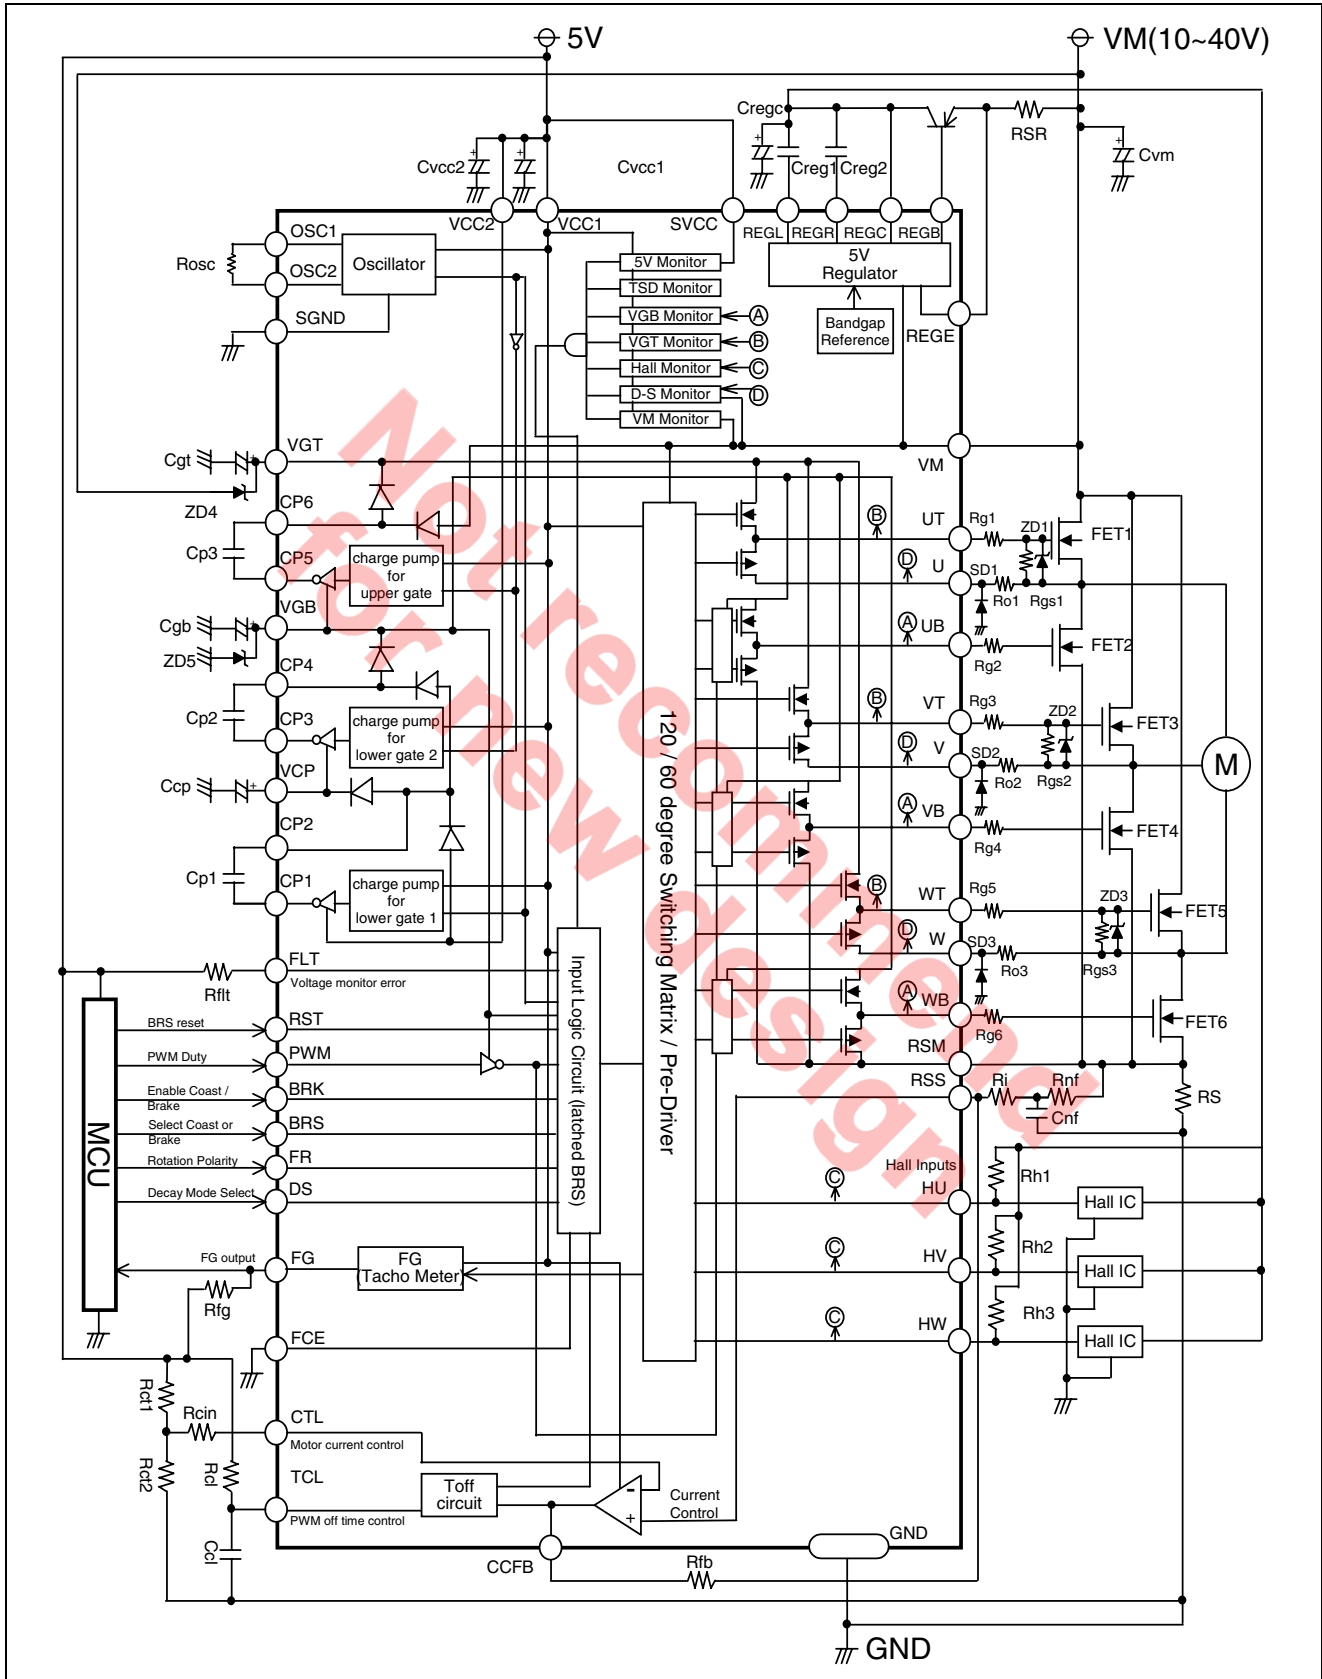 5V
VM(10~40V)
Cregc
RSR
Cvcc2
Cvcc1
Creg1
Creg2
Cvm
VCC2
VCC1
SVCC
REGL
REGR
REGC
REGB
OSC1
Rosc
OSC2
Oscillator
SGND
5V Monitor
TSD Monitor
VGB Monitor
A
VGT Monitor
B
Hall Monitor
C
D-S Monitor
D
VM Monitor
5V
Regulator
Bandgap
Reference
REGE
VM
VGT
Cgt
ZD4
CP6
Cp3
CP5
charge pump
for
upper gate
VGB
Cgb
ZD5
CP4
Cp2
CP3
charge pump
for
lower gate 2
VCP
Ccp
CP2
Cp1
CP1
charge pump
for
lower gate 1
B
UT
Rg1
ZD1
FET1
D
U
SD1
Ro1
Rgs1
A
UB
Rg2
FET2
B
VT
Rg3
ZD2
FET3
D
V
SD2
Ro2
Rgs2
M
A
VB
Rg4
FET4
B
WT
Rg5
ZD3
FET5
D
W
SD3
Ro3
Rgs3
A
WB
Rg6
FET6
RSM
RSS
Ri
Rnf
Cnf
RS
120 / 60 degree Switching Matrix / Pre-Driver
Input Logic Circuit (latched BRS)
FLT
Rflt
Voltage monitor error
MCU
BRS reset
RST
PWM Duty
PWM
Enable Coast /
Brake
BRK
Select Coast or
Brake
BRS
Rotation Polarity
FR
Decay Mode Select
DS
FG output
FG
Rfg
FG
(Tacho Meter)
FCE
Hall Inputs
C
HU
Rh1
Hall IC
C
HV
Rh2
Hall IC
C
HW
Rh3
Hall IC
Rct1
Rcin
CTL
Motor current control
Rct2
Rcl
TCL
PWM off time control
Ccl
Toff
circuit
-
+
Current
Control
CCFB
Rfb
GND
GND
Not recommend
for new design